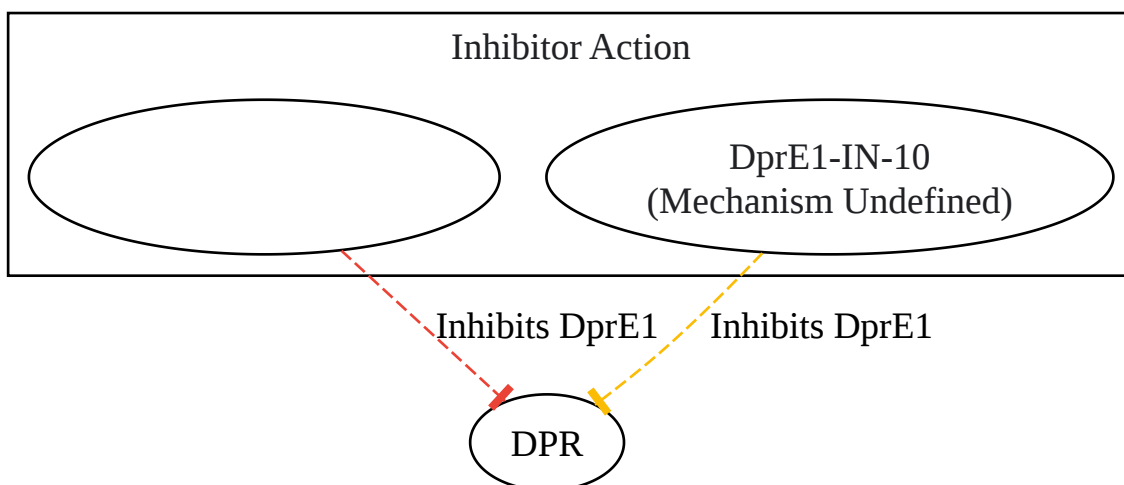 Inhibitor Action
DprE1-IN-10
(Mechanism Undefined)
Inhibits DprE1
Inhibits DprE1
DPR